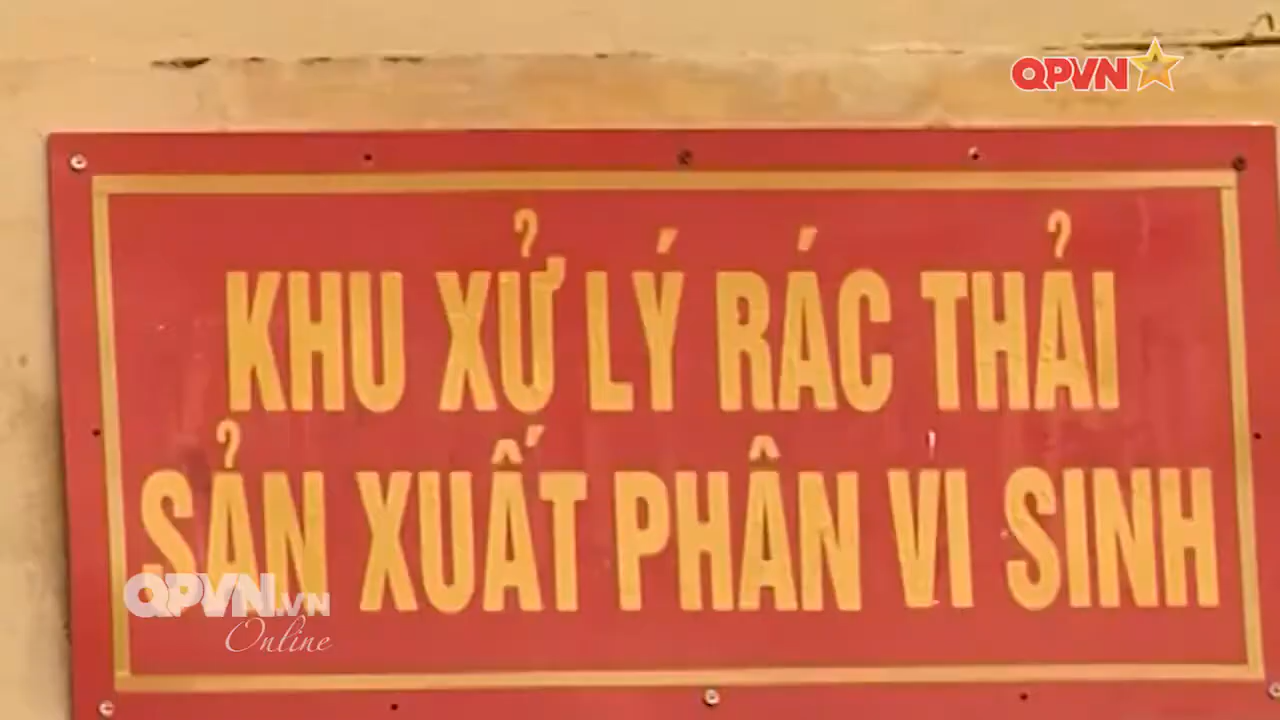 QPVN
KHU XỬ LÝ RÁC THẢI
SẢN XUẤT PHÂN VI SINH
QPVN.VN
Online